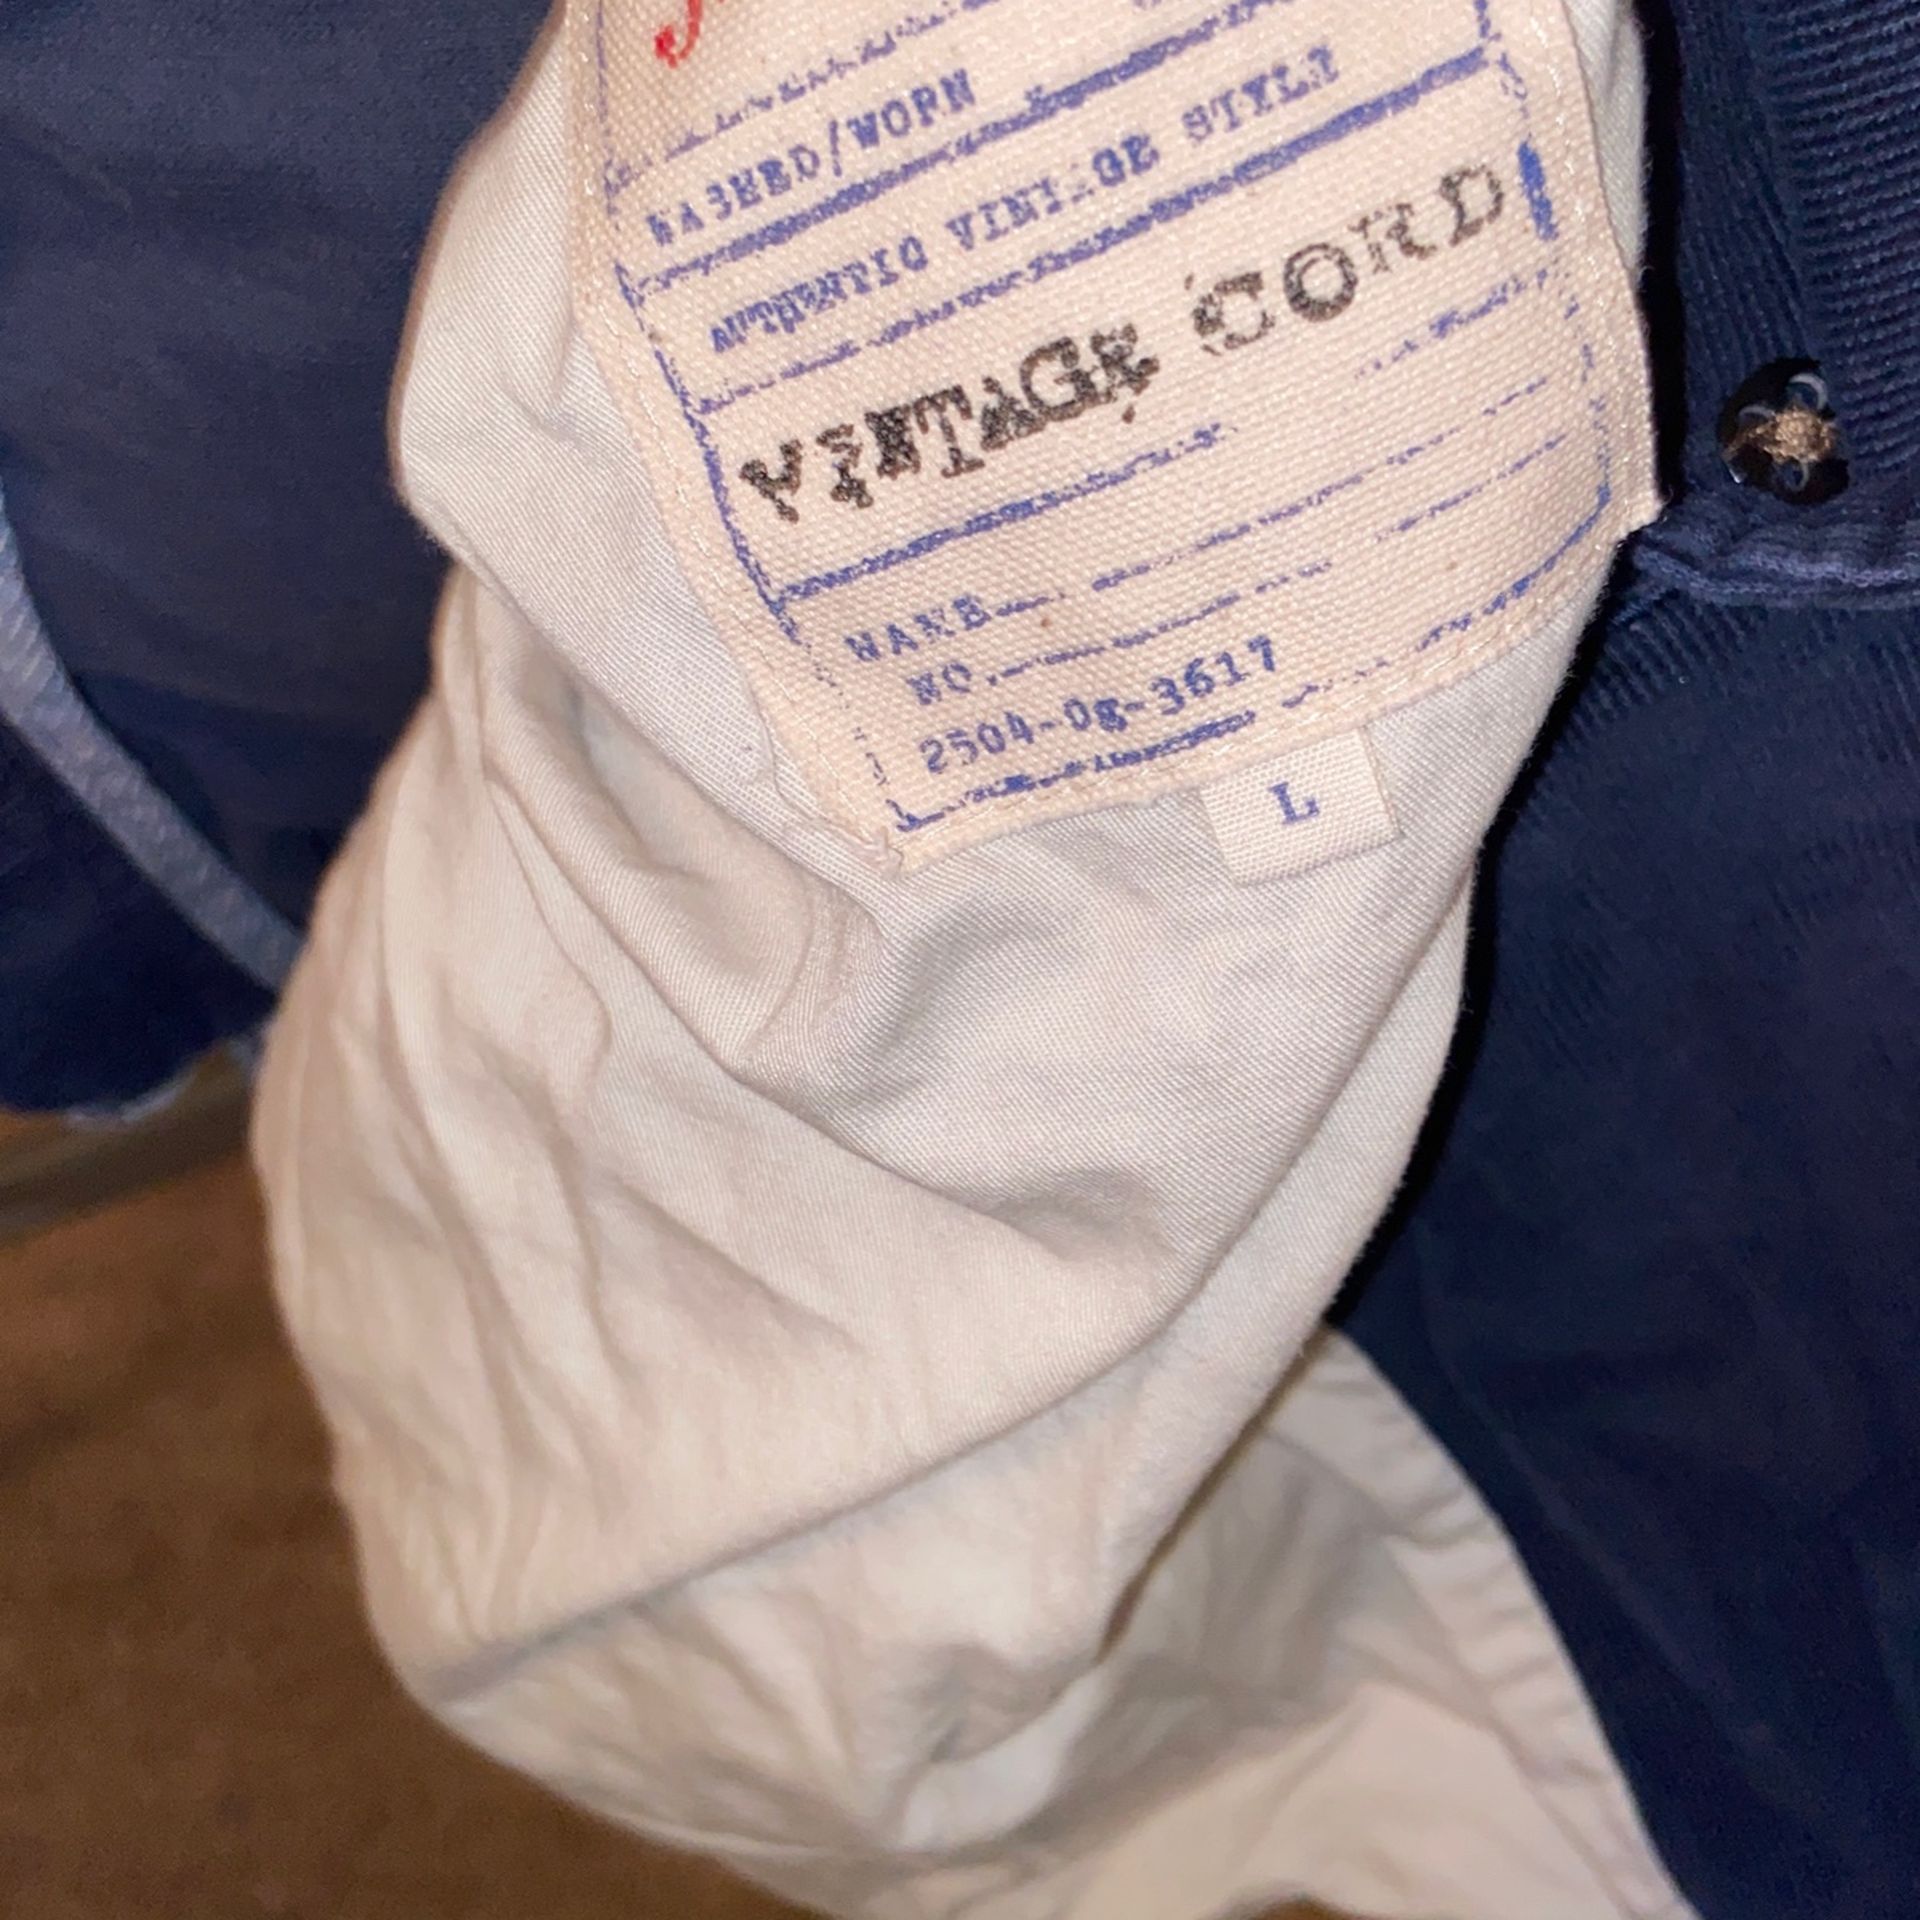 WASHED/WORN
AUTHENTIC VINTAGE STYLE
VINTAGE CORD
NAME
NO.
2504-08-3617
L